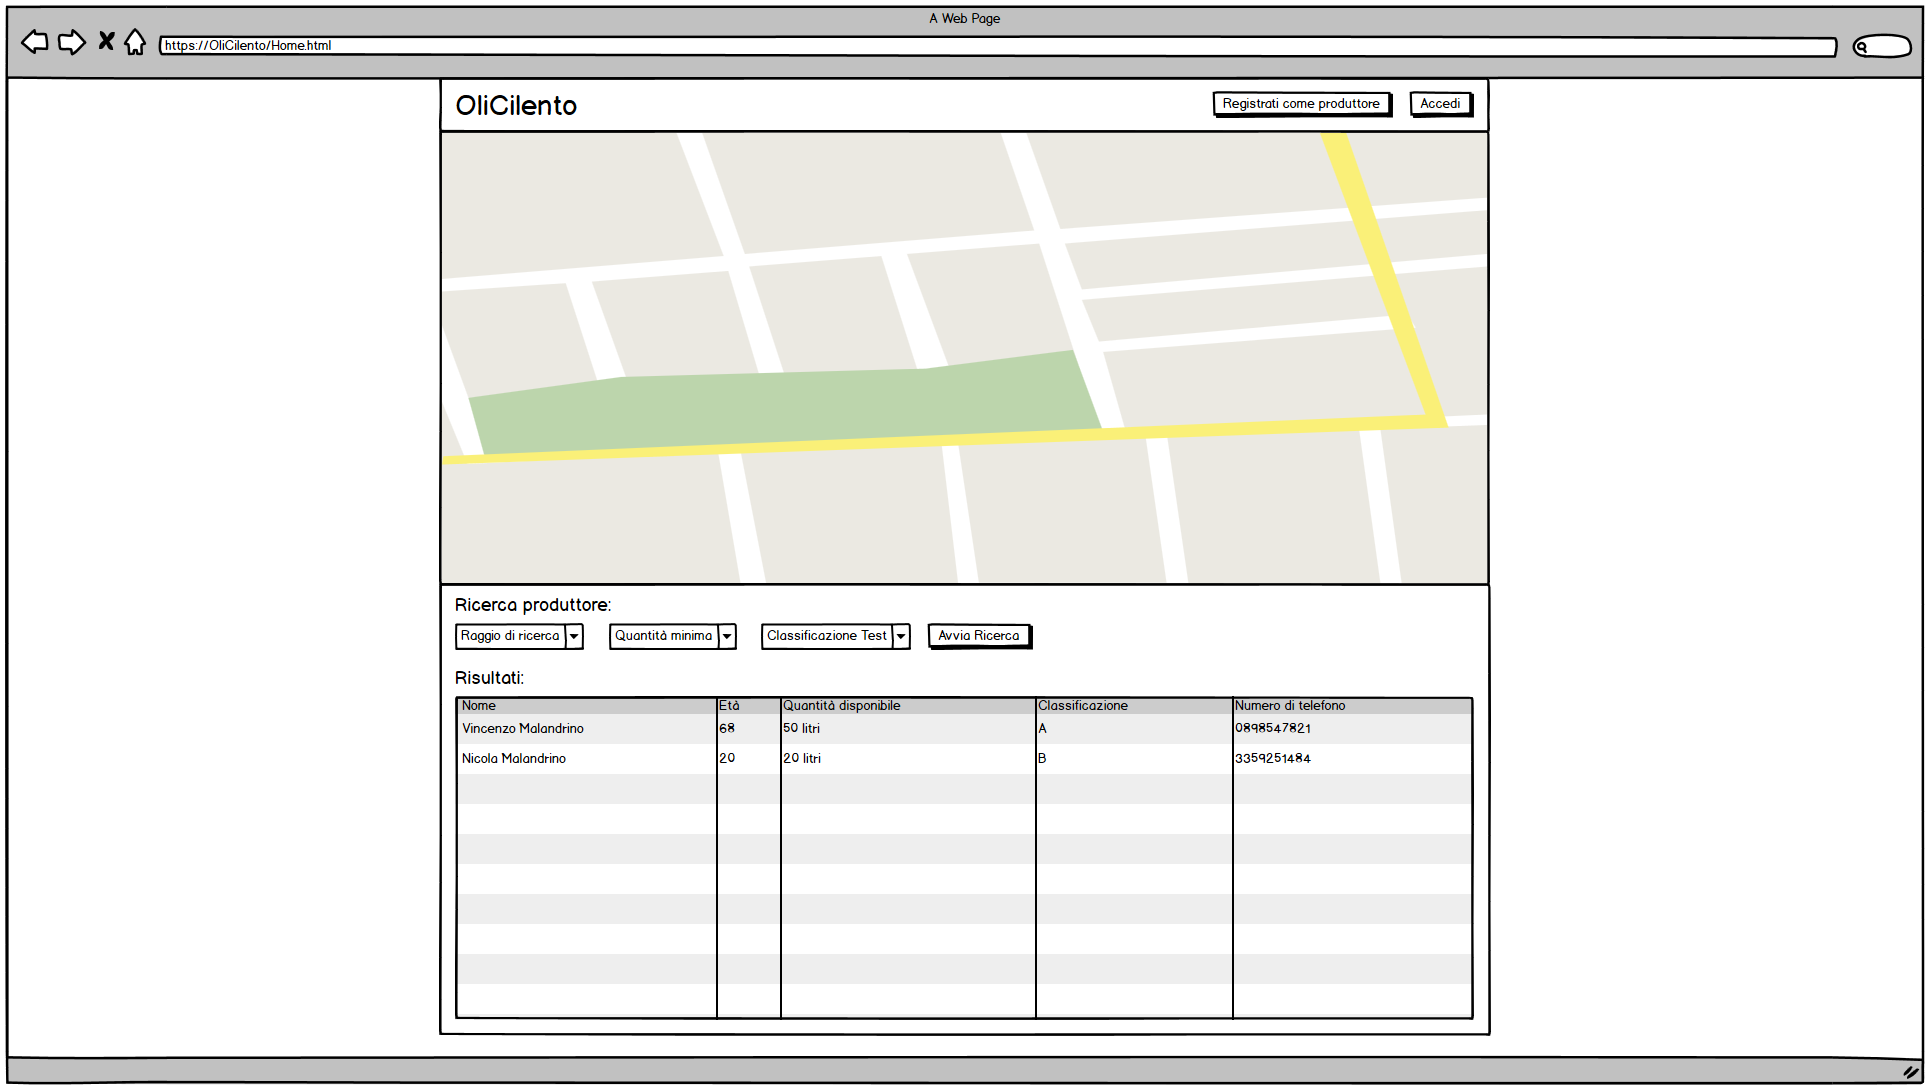 A Web Page
https://OliCilento/Home.html
OliCilento
Registrati come produttore
Accedi
Ricerca produttore:
Raggio di ricerca
Quantità minima
Classificazione Test
Avvia Ricerca
Risultati:
Nome Età Quantità disponibile Classificazione Numero di telefono
Vincenzo Malandrino 68 50 litri A 0898547821
Nicola Malandrino 20 20 litri B 3359251484